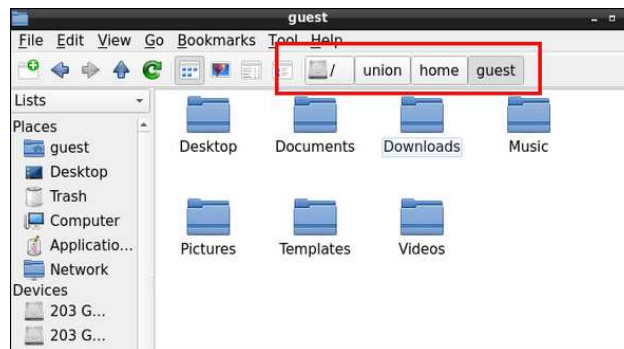 guest
File Edit View Go Bookmarks Tool Help
/ union home guest
Lists
Places
guest
Desktop
Trash
Computer
Applicatio...
Network
Devices
203 G...
203 G...
Desktop Documents Downloads Music
Pictures Templates Videos